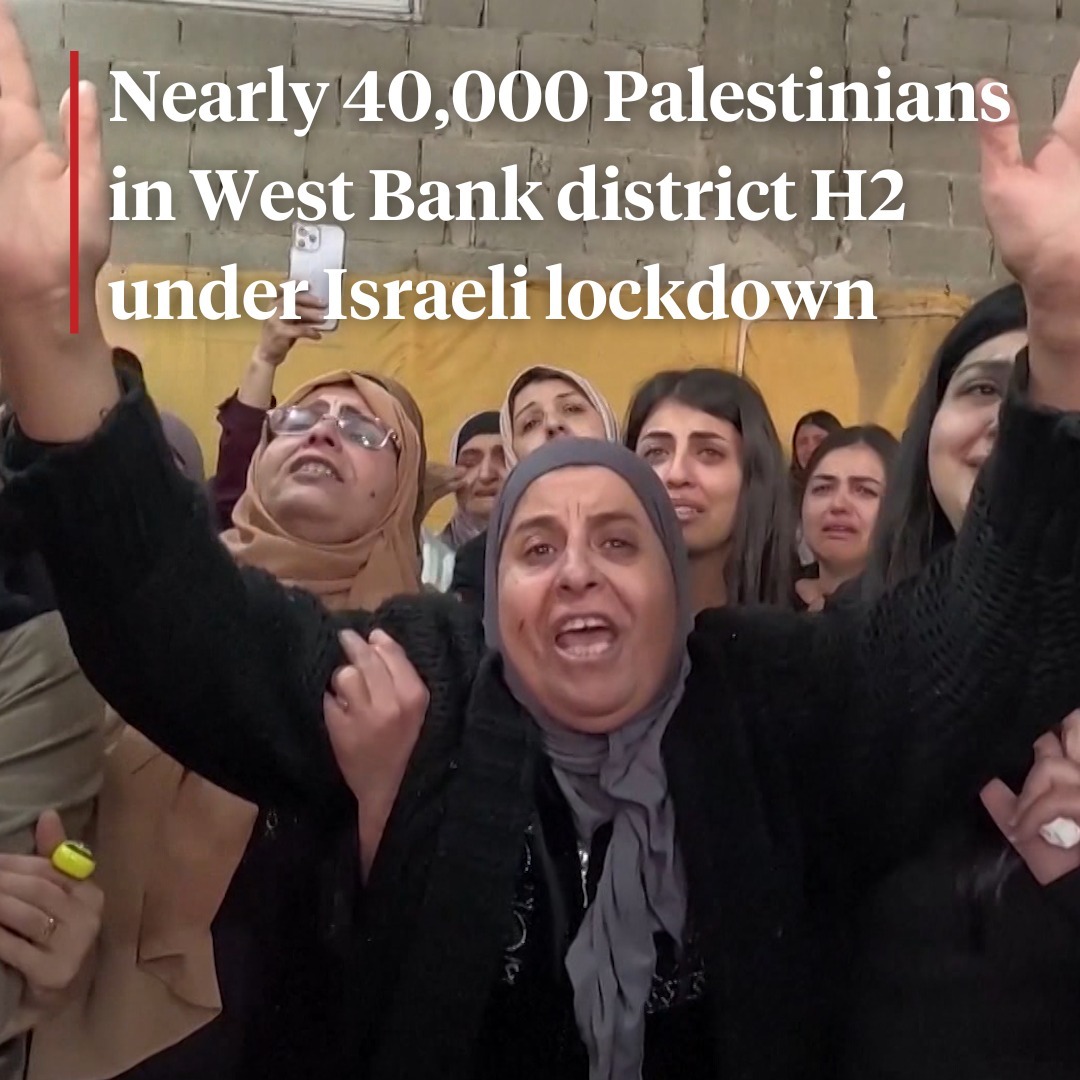 Nearly 40,000 Palestinians
in West Bank district H2
under Israeli lockdown